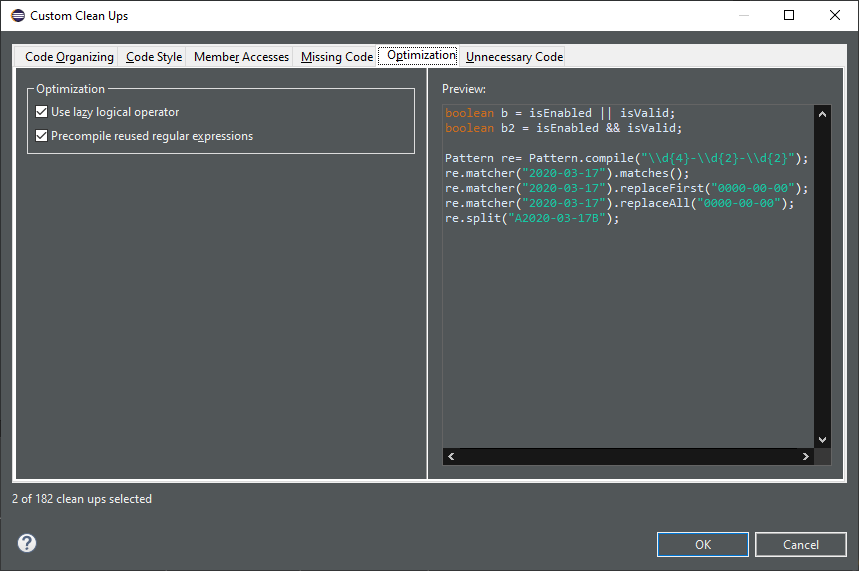 Custom Clean Ups
Code Organizing Code Style Member Accesses Missing Code Optimization Unnecessary Code
Optimization
Use lazy logical operator
Precompile reused regular expressions
Preview:
boolean b = isEnabled || isValid;
boolean b2 = isEnabled && isValid;
Pattern re= Pattern.compile("\\d{4}-\\d{2}-\\d{2}");
re.matcher("2020-03-17").matches();
re.matcher("2020-03-17").replaceFirst("0000-00-00");
re.matcher("2020-03-17").replaceAll("0000-00-00");
re.split("A2020-03-17B");
2 of 182 clean ups selected
?
OK Cancel